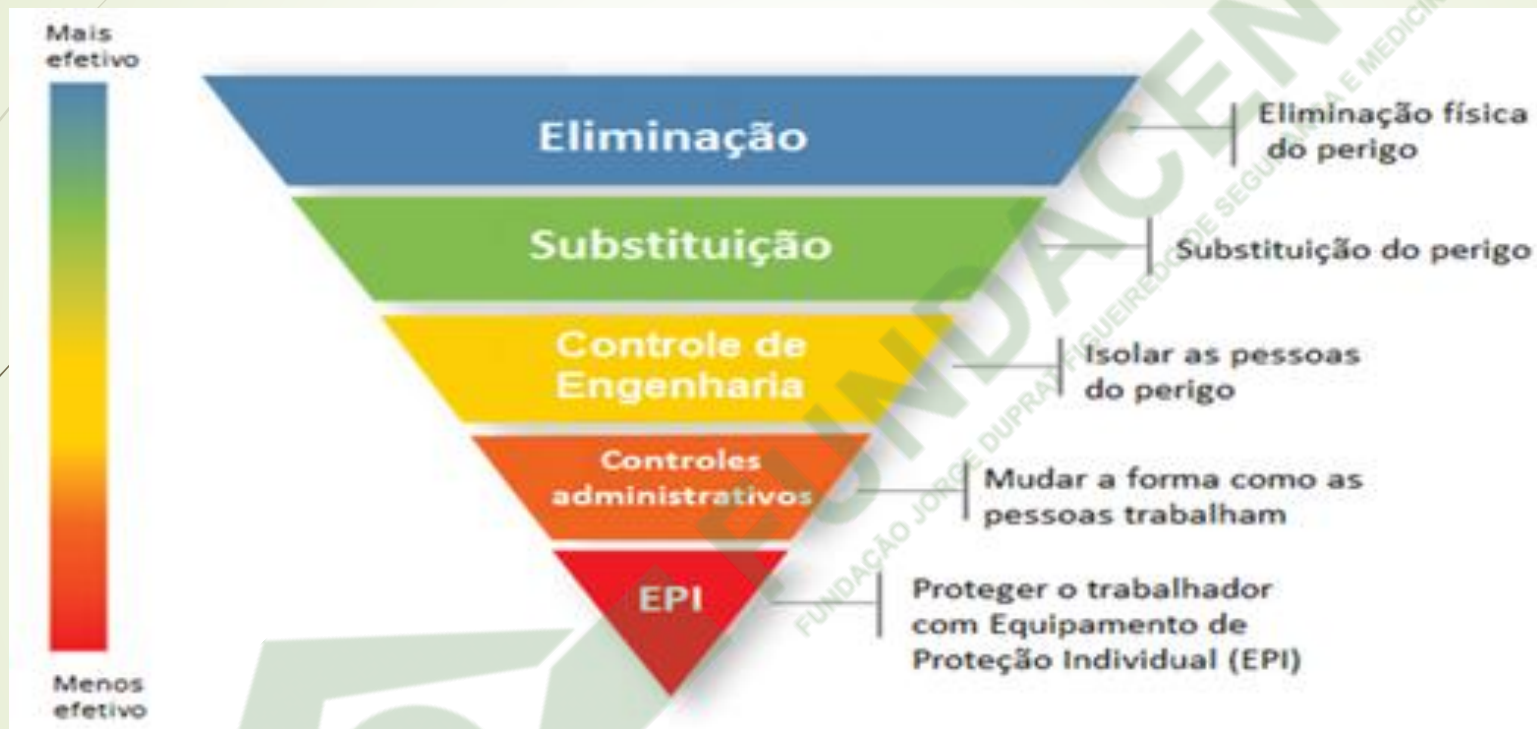 Mais
efetivo
Eliminação
Eliminação física
do perigo
Substituição
Substituição do perigo
Controle de
Engenharia
Isolar as pessoas
do perigo
Controles
administrativos
Mudar a forma como as
pessoas trabalham
EPI
Proteger o trabalhador
com Equipamento de
Proteção Individual (EPI)
Menos
efetivo
FUNDACEN
FUNDAÇÃO JORGE DUPRAT FIGUEIREDO DE SEGURANÇA E MEDICIN